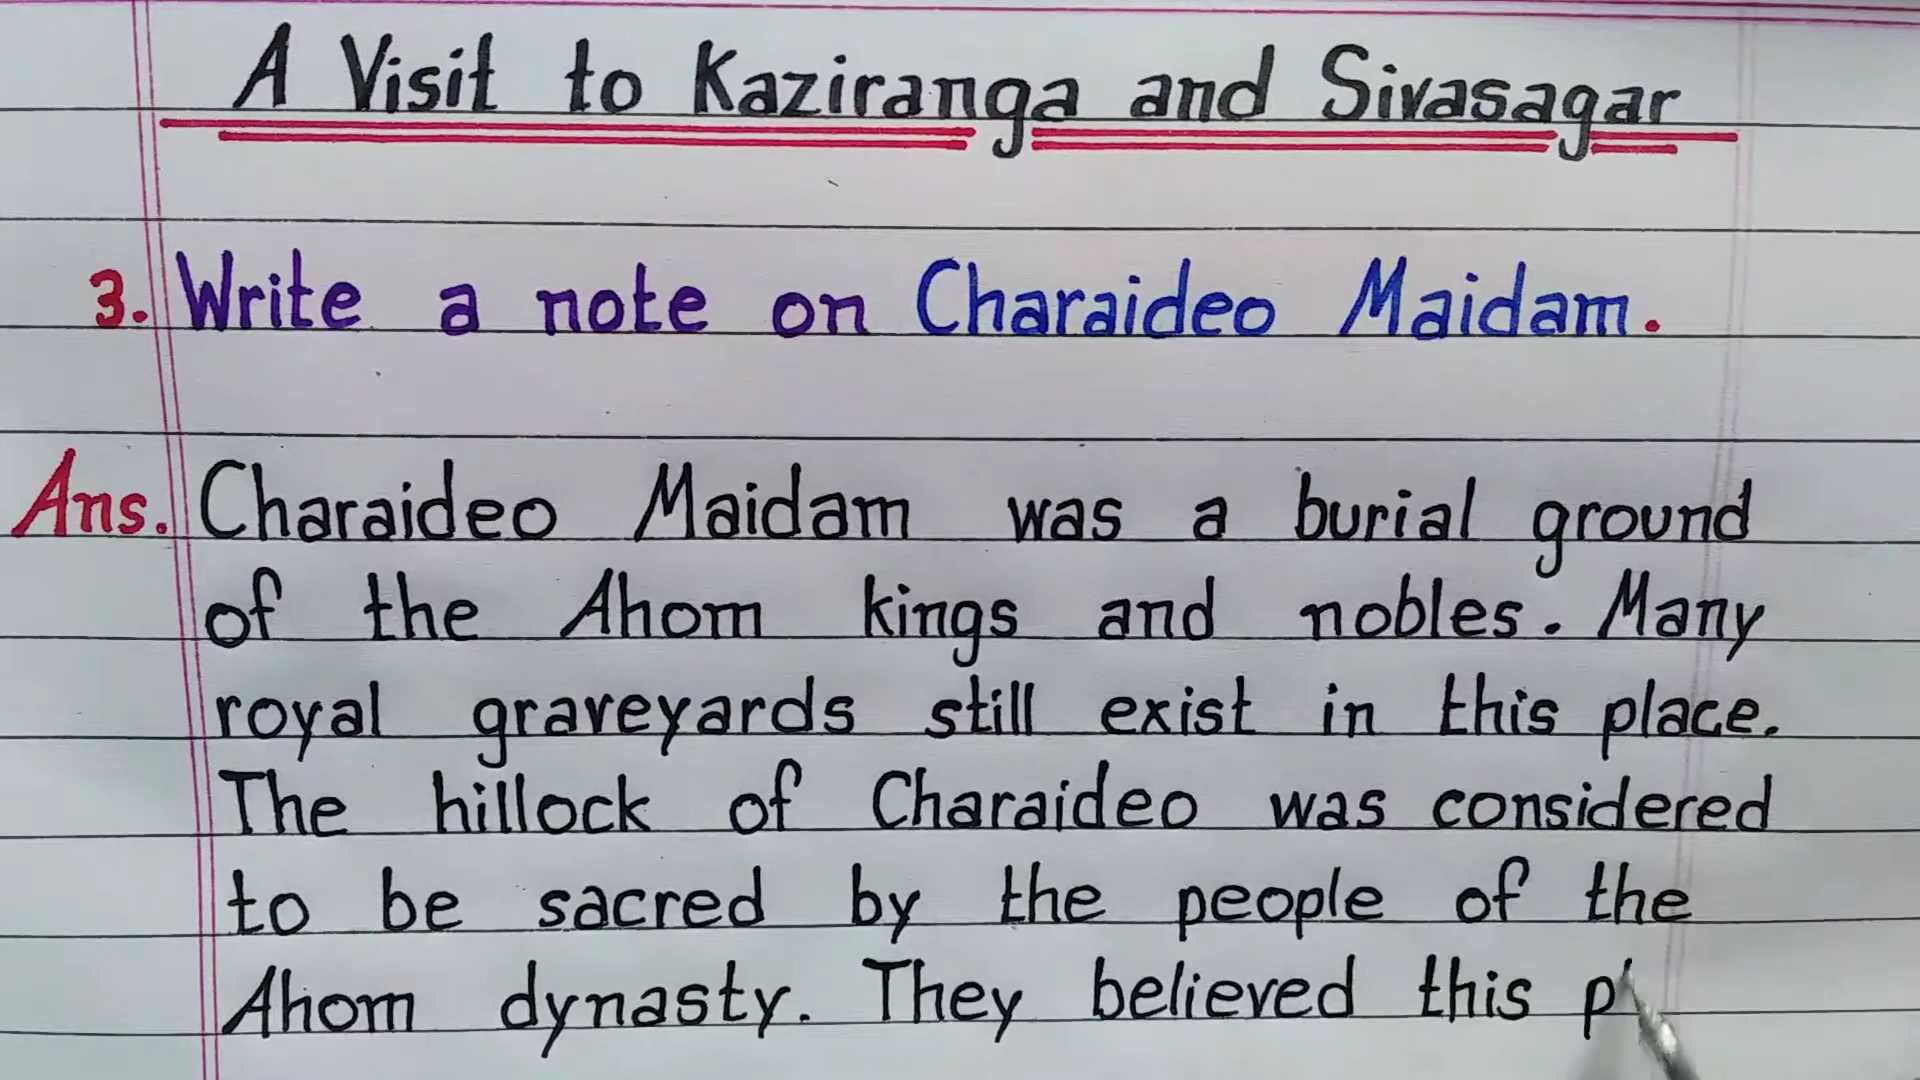 A Visit to Kaziranga and Sivasagar
3. Write a note on Charaideo Maidam.
Ans. Charaideo Maidam was a burial ground
of the Ahom kings and nobles. Many
royal graveyards still exist in this place.
The hillock of Charaideo was considered
to be sacred by the people of the
Ahom dynasty. They believed this